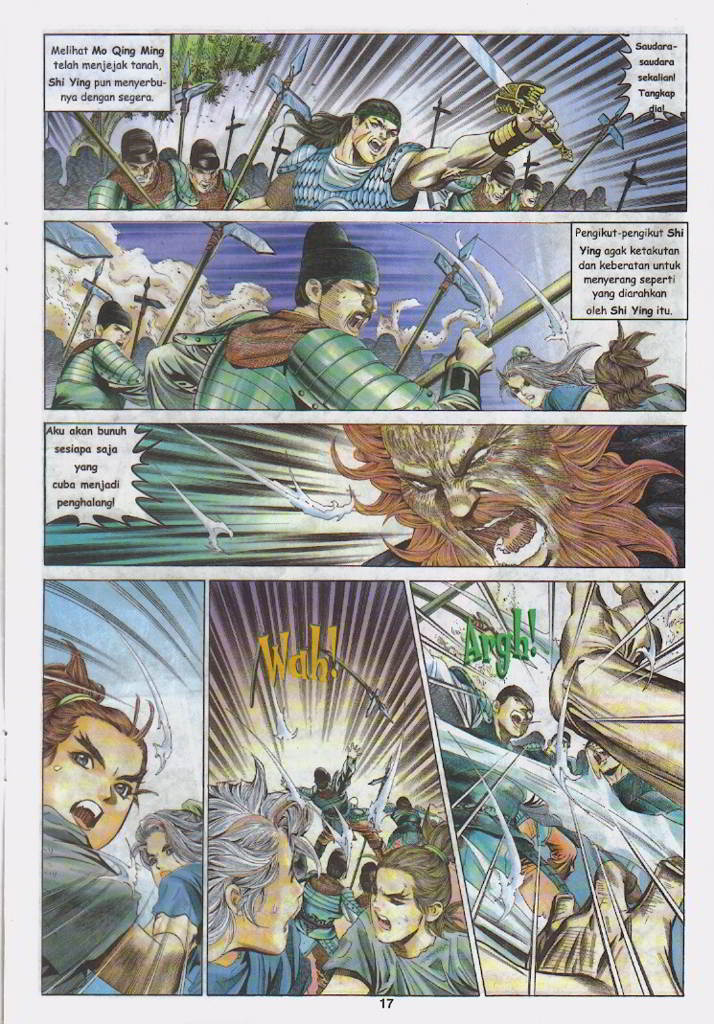 Melihat Mo Qing Ming
telah menjejak tanah,
Shi Ying pun menyerbu-
nya dengan segera.
Saudara-
saudara
sekalian!
Tangkap
dia!
Pengikut-pengikut Shi
Ying agak ketakutan
dan keberatan untuk
menyerang seperti
yang diarahkan
oleh Shi Ying itu.
Aku akan bunuh
sesiapa saja
yang
cuba menjadi
penghalang!
Wah!
Argh!
17